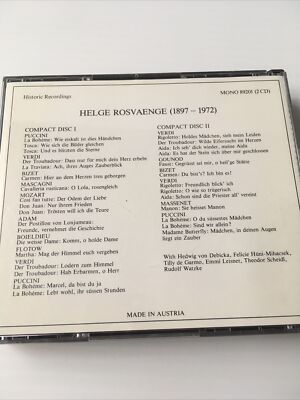 Historic Recordings
MONO 89201 (2 CD)
HELGE ROSVAENGE (1897 – 1972)
COMPACT DISC I
PUCCINI
La Bohème: Wie eiskalt ist dies Händchen
Tosca: Wie sich die Bilder gleichen
Tosca: Und es blitzten die Sterne
VERDI
Der Troubadour: Dass nur für mich dein Herz erbebt
La Traviata: Ach, ihres Auges Zauberblick
BIZET
Carmen: Hier an dem Herzen treu geborgen
MASCAGNI
Cavalleria rusticana: O Lola, rosengleich
MOZART
Cosi fan tutte: Der Odem der Liebe
Don Juan: Nur ihrem Frieden
Don Juan: Tränen will ich dir Teure
ADAM
Der Postillon von Lonjumeau:
Freunde, vernehmet die Geschichte
BOIELDIEU
Die weisse Dame: Komm, o holde Dame
FLOTOW
Martha: Mag der Himmel euch vergeben
VERDI
Der Troubadour: Lodern zum Himmel
Der Troubadour: Hab Erbarmen, o Herr
PUCCINI
La Bohème: Marcel, da bist du ja
La Bohème: Lebt wohl, ihr süssen Stunden
COMPACT DISC II
VERDI
Rigoletto: Holdes Mädchen, sieh mein Leiden
Der Troubadour: Wilde Eifersucht im Herzen
Aida: Ich seh' dich wieder, meine Aida
Aida: Es hat der Stein sich über mir geschlossen
GOUNOD
Faust: Gegrüsst sei mir, o heil'ge Stätte
BIZET
Carmen: Du bist's? Ich bin es!
VERDI
Rigoletto: Freundlich blick' ich
Rigoletto: O wie so trügerisch
Aida: Schon sind die Priester all' vereint
MASSENET
Manon: Sie heissen Manon
PUCCINI
La Bohème: O du süssestes Mädchen
La Bohème: Sind wir allein?
Madame Butterfly: Mädchen, in deinen Augen
liegt ein Zauber
With Hedwig von Debicka, Felicie Hüni-Mihacsek,
Tilly de Garmo, Emmi Leisner, Theodor Scheidl,
Rudolf Watzke
MADE IN AUSTRIA